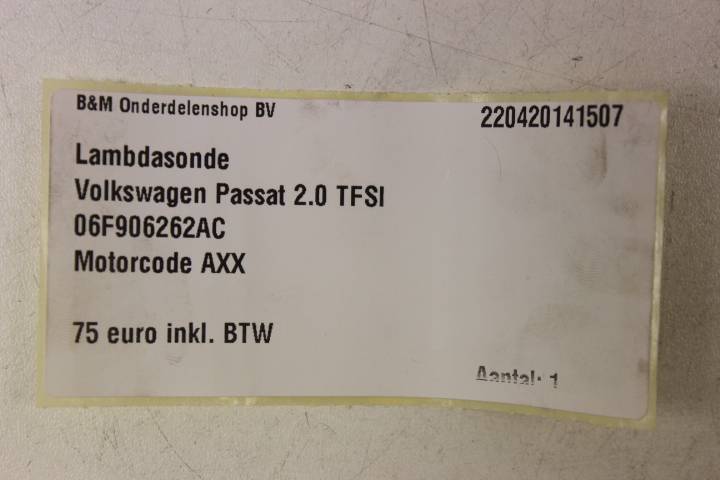 B&M Onderdelenshop BV
220420141507
Lambdasonde
Volkswagen Passat 2.0 TFSI
06F906262AC
Motorcode AXX
75 euro inkl. BTW
Aantal: 1